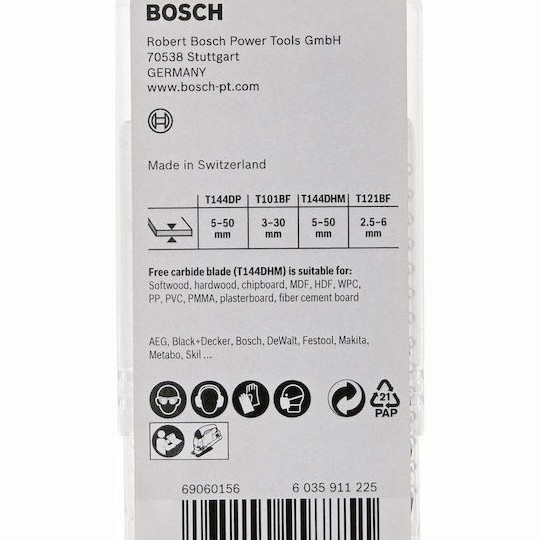 BOSCH
Robert Bosch Power Tools GmbH
70538 Stuttgart
GERMANY
www.bosch-pt.com
Made in Switzerland
T144DP T101BF T144DHM T121BF
5–50 mm 3–30 mm 5–50 mm 2.5–6 mm
Free carbide blade (T144DHM) is suitable for:
Softwood, hardwood, chipboard, MDF, HDF, WPC,
PP, PVC, PMMA, plasterboard, fiber cement board
AEG, Black+Decker, Bosch, DeWalt, Festool, Makita,
Metabo, Skil ...
21
PAP
69060156 6 035 911 225